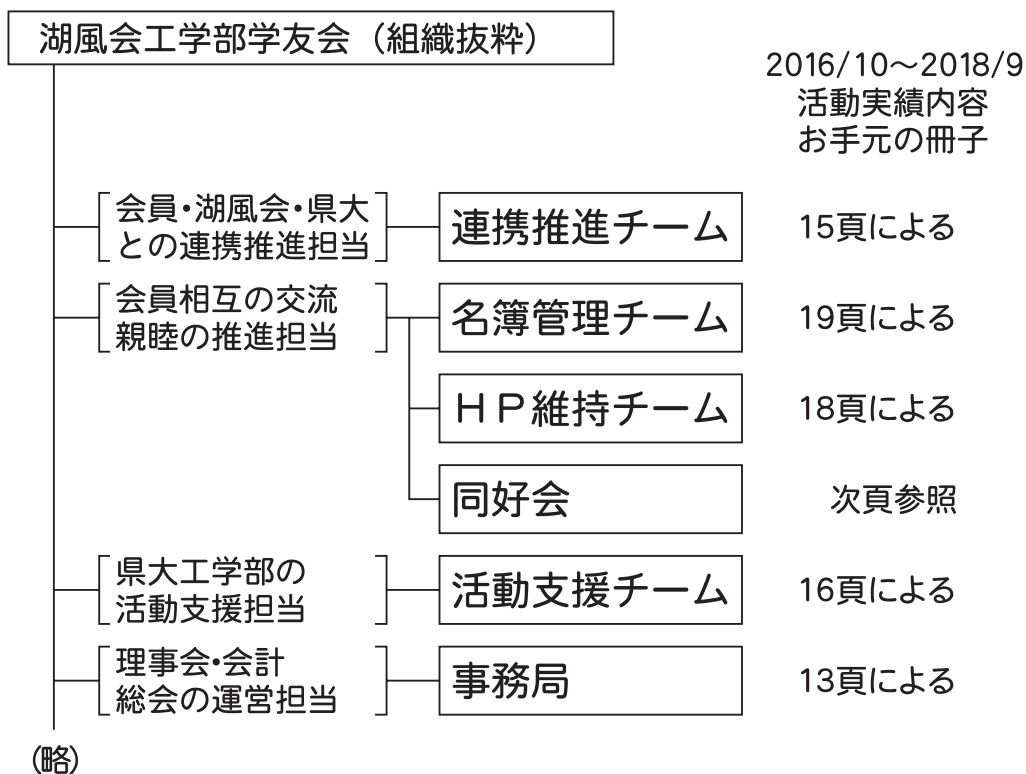 湖風会工学部学友会（組織抜粋）
2016/10～2018/9
活動実績内容
お手元の冊子
会員・湖風会・県大
との連携推進担当
連携推進チーム
15頁による
会員相互の交流
親睦の推進担当
名簿管理チーム
19頁による
ＨＰ維持チーム
18頁による
同好会
次頁参照
県大工学部の
活動支援担当
活動支援チーム
16頁による
理事会・会計
総会の運営担当
事務局
13頁による
（略）